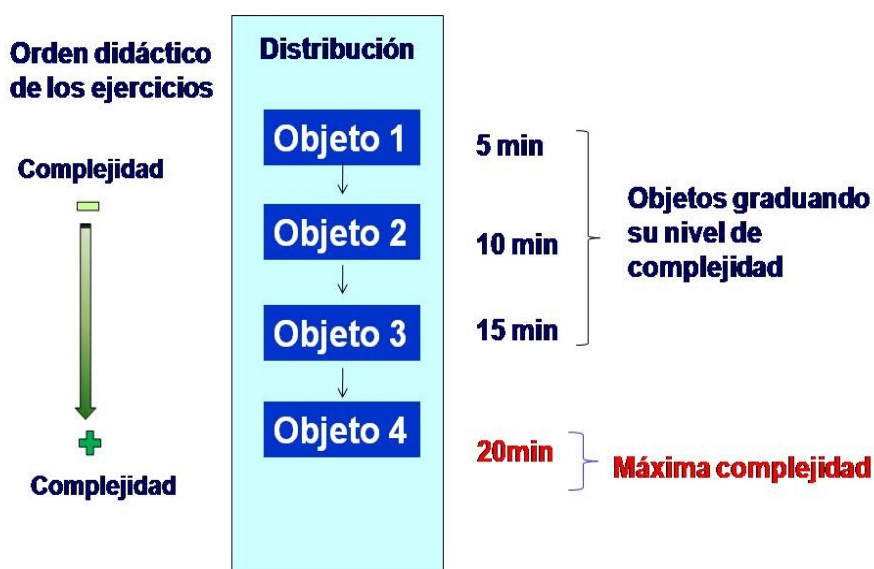 Orden didáctico
de los ejercicios
Complejidad
Complejidad
Distribución
Objeto 1
Objeto 2
Objeto 3
Objeto 4
5 min
10 min
15 min
20min
Objetos graduando
su nivel de
complejidad
Máxima complejidad